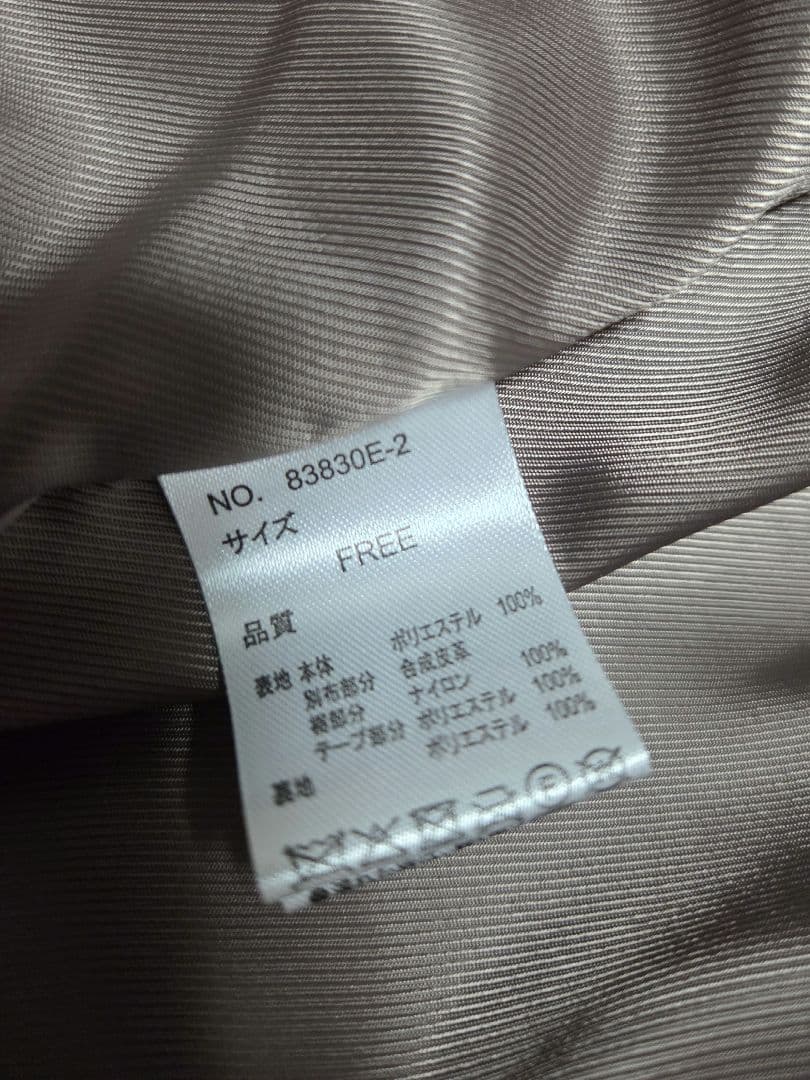 NO. 83830E-2
サイズ
FREE
品質
表地 本体 ポリエステル 100%
別布部分 合成皮革
裾部分 ナイロン 100%
テープ部分 ポリエステル 100%
裏地 ポリエステル 100%